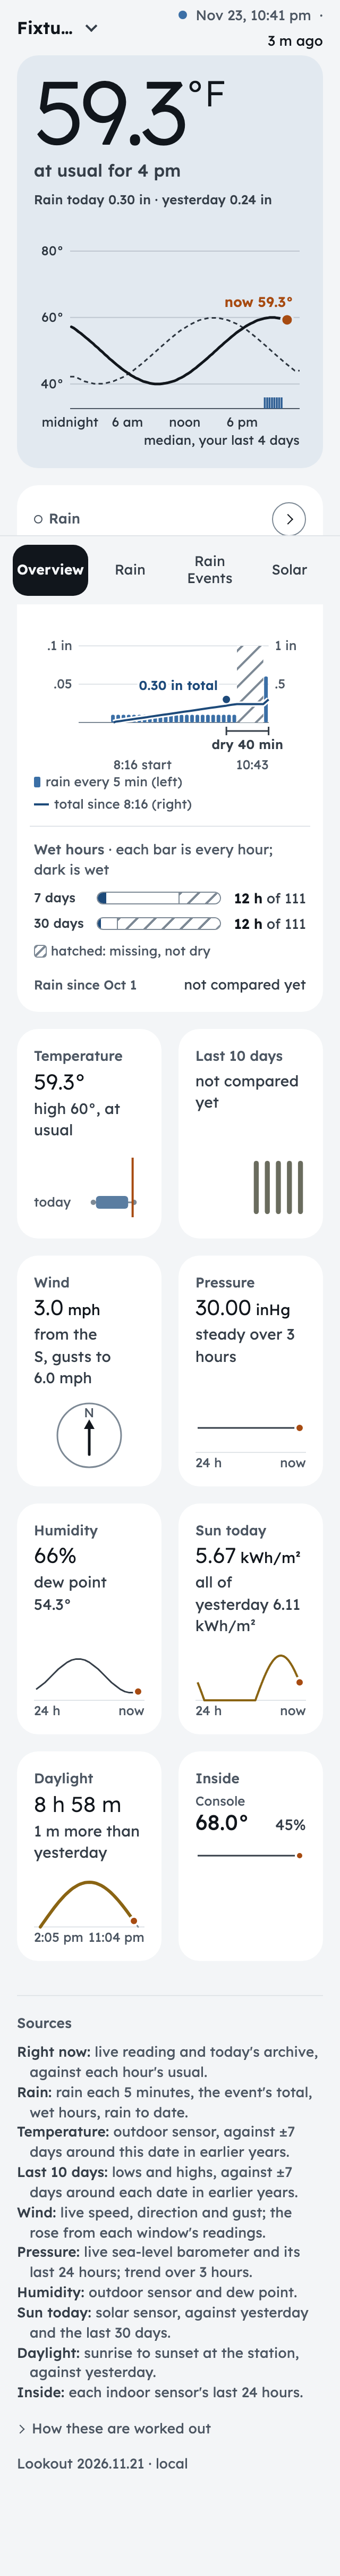 Fixtu...
Nov 23, 10:41 pm ·
3 m ago
59.3°F
at usual for 4 pm
Rain today 0.30 in · yesterday 0.24 in
80°
now 59.3°
60°
40°
midnight 6 am noon 6 pm
median, your last 4 days
Rain
Overview Rain Rain Events Solar
.1 in 1 in
.05 0.30 in total .5
dry 40 min
8:16 start 10:43
rain every 5 min (left)
total since 8:16 (right)
Wet hours · each bar is every hour;
dark is wet
7 days 12 h of 111
30 days 12 h of 111
hatched: missing, not dry
Rain since Oct 1 not compared yet
Temperature
59.3°
high 60°, at
usual
today
Last 10 days
not compared
yet
Wind
3.0 mph
from the
S, gusts to
6.0 mph
N
Pressure
30.00 inHg
steady over 3
hours
24 h now
Humidity
66%
dew point
54.3°
24 h now
Sun today
5.67 kWh/m²
all of
yesterday 6.11
kWh/m²
24 h now
Daylight
8 h 58 m
1 m more than
yesterday
2:05 pm 11:04 pm
Inside
Console
68.0° 45%
Sources
Right now: live reading and today's archive,
against each hour's usual.
Rain: rain each 5 minutes, the event's total,
wet hours, rain to date.
Temperature: outdoor sensor, against ±7
days around this date in earlier years.
Last 10 days: lows and highs, against ±7
days around each date in earlier years.
Wind: live speed, direction and gust; the
rose from each window's readings.
Pressure: live sea-level barometer and its
last 24 hours; trend over 3 hours.
Humidity: outdoor sensor and dew point.
Sun today: solar sensor, against yesterday
and the last 30 days.
Daylight: sunrise to sunset at the station,
against yesterday.
Inside: each indoor sensor's last 24 hours.
How these are worked out
Lookout 2026.11.21 · local